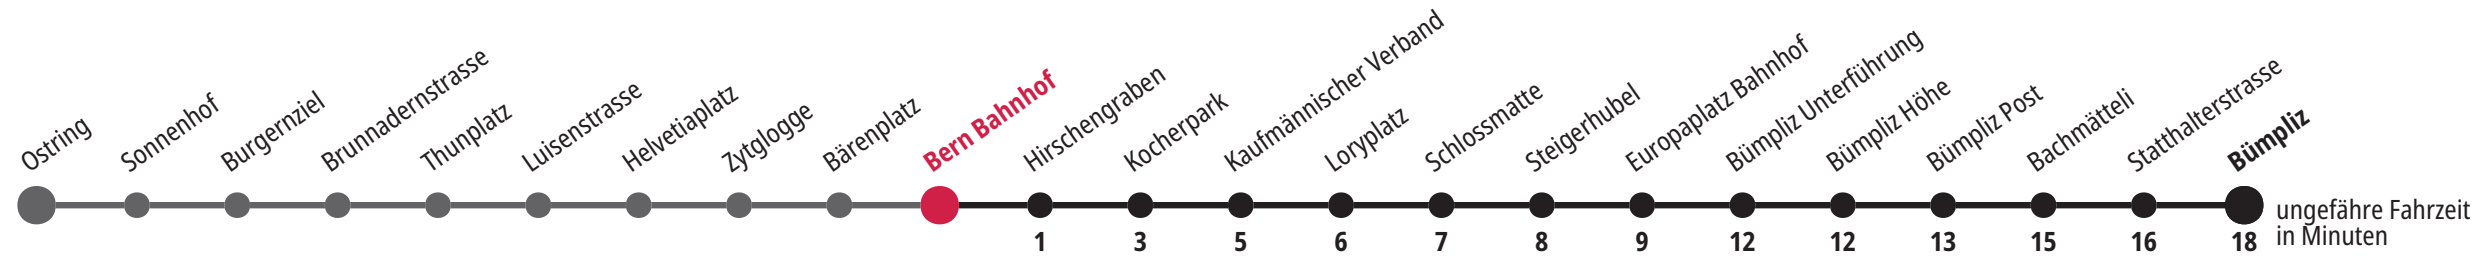 Ostring
Sonnenhof
Burgernziel
Brunnadernstrasse
Thunplatz
Luisenstrasse
Helvetiaplatz
Zytglogge
Bärenplatz
Bern Bahnhof
Hirschengraben
Kocherpark
Kaufmännischer Verband
Loryplatz
Schlossmatte
Steigerhubel
Europaplatz Bahnhof
Bümpliz Unterführung
Bümpliz Höhe
Bümpliz Post
Bachmätteli
Statthalterstrasse
Bümpliz
1 3 5 6 7 8 9 12 12 13 15 16 18
ungefähre Fahrzeit
in Minuten